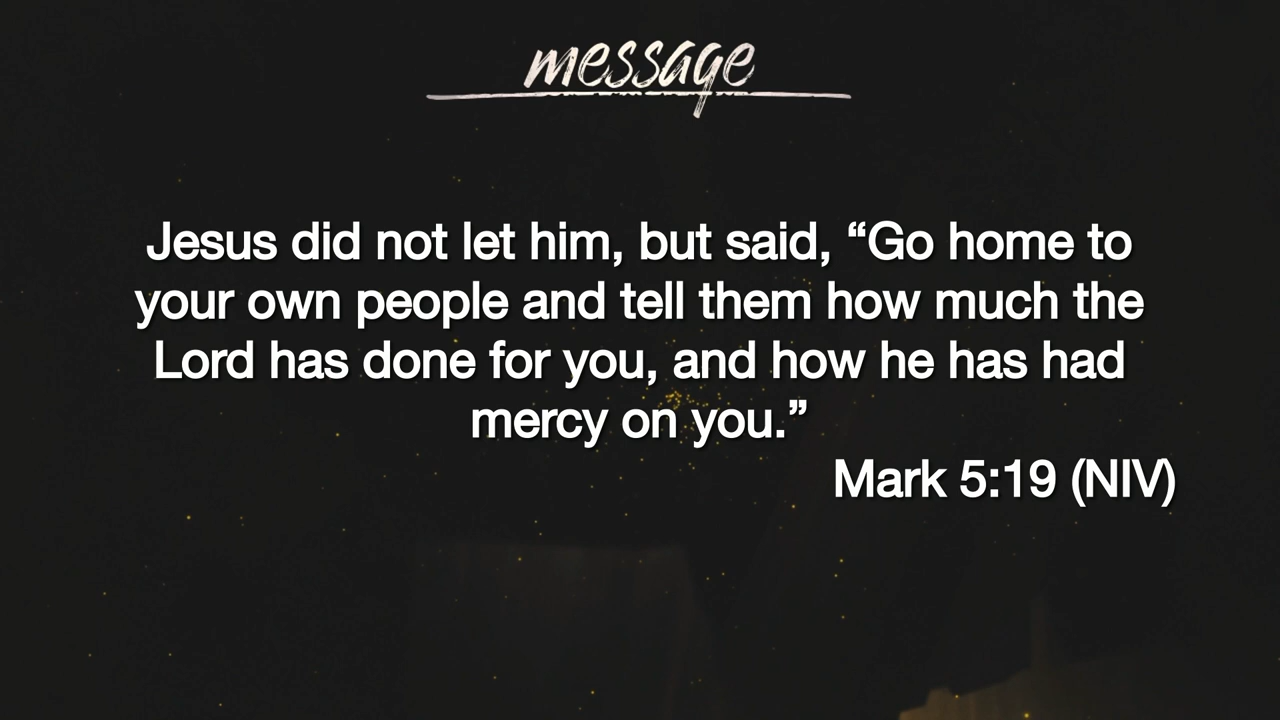 message
Jesus did not let him, but said, “Go home to
your own people and tell them how much the
Lord has done for you, and how he has had
mercy on you.”
Mark 5:19 (NIV)